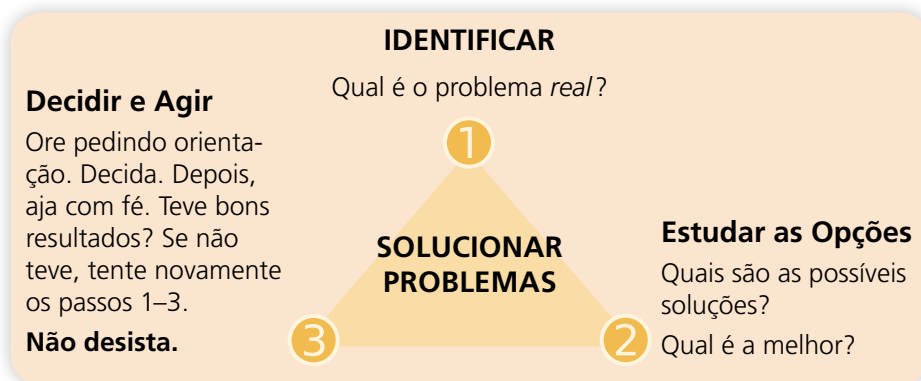 IDENTIFICAR
Qual é o problema real?
1
SOLUCIONAR
PROBLEMAS
Estudar as Opções
Quais são as possíveis
soluções?
Qual é a melhor?
2
Decidir e Agir
Ore pedindo orienta-
ção. Decida. Depois,
aja com fé. Teve bons
resultados? Se não
teve, tente novamente
os passos 1–3.
Não desista.
3